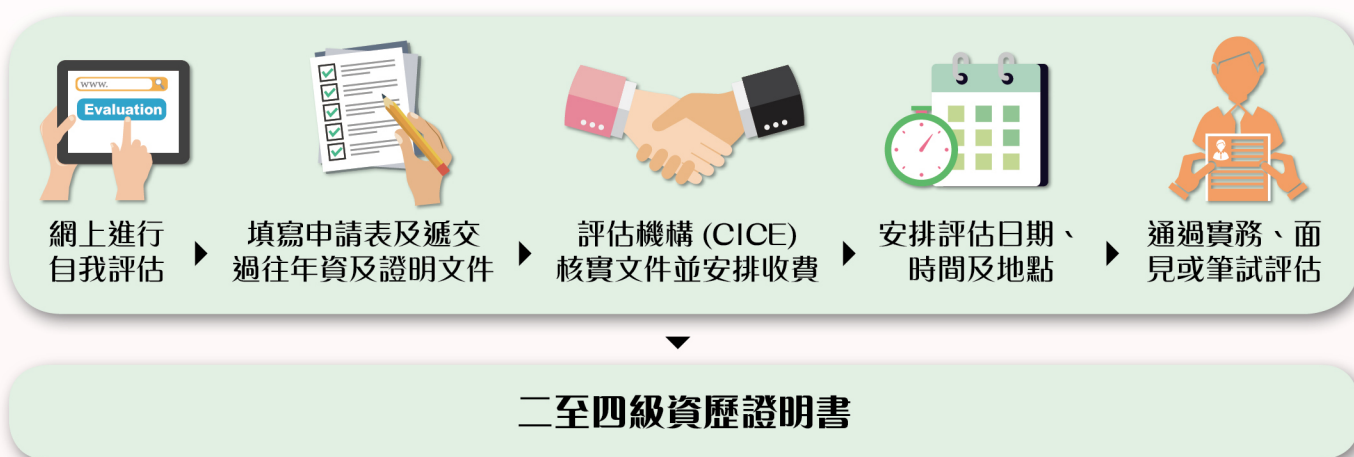 www.
Evaluation
網上進行
自我評估
填寫申請表及遞交
過往年資及證明文件
評估機構 (CICE)
核實文件並安排收費
安排評估日期、
時間及地點
通過實務、面
見或筆試評估
二至四級資歷證明書